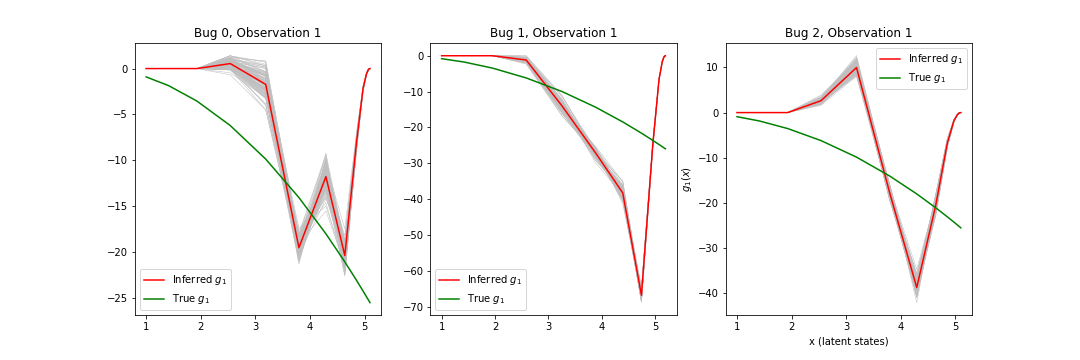 Bug 0, Observation 1
0
−5
−10
−15
−20
−25
1 2 3 4 5
Inferred g₁
True g₁
Bug 1, Observation 1
0
−10
−20
−30
−40
−50
−60
−70
1 2 3 4 5
Inferred g₁
True g₁
Bug 2, Observation 1
g₁(x)
10
0
−10
−20
−30
−40
1 2 3 4 5
x (latent states)
Inferred g₁
True g₁